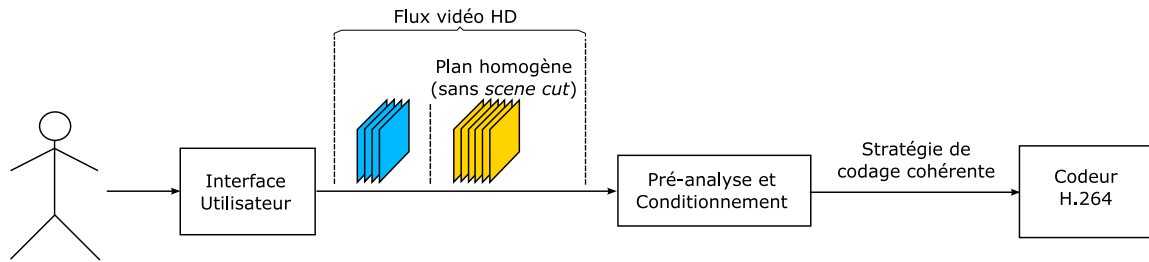 Flux vidéo HD
Plan homogène
(sans scene cut)
Interface
Utilisateur
Pré-analyse et
Conditionnement
Stratégie de
codage cohérente
Codeur
H.264